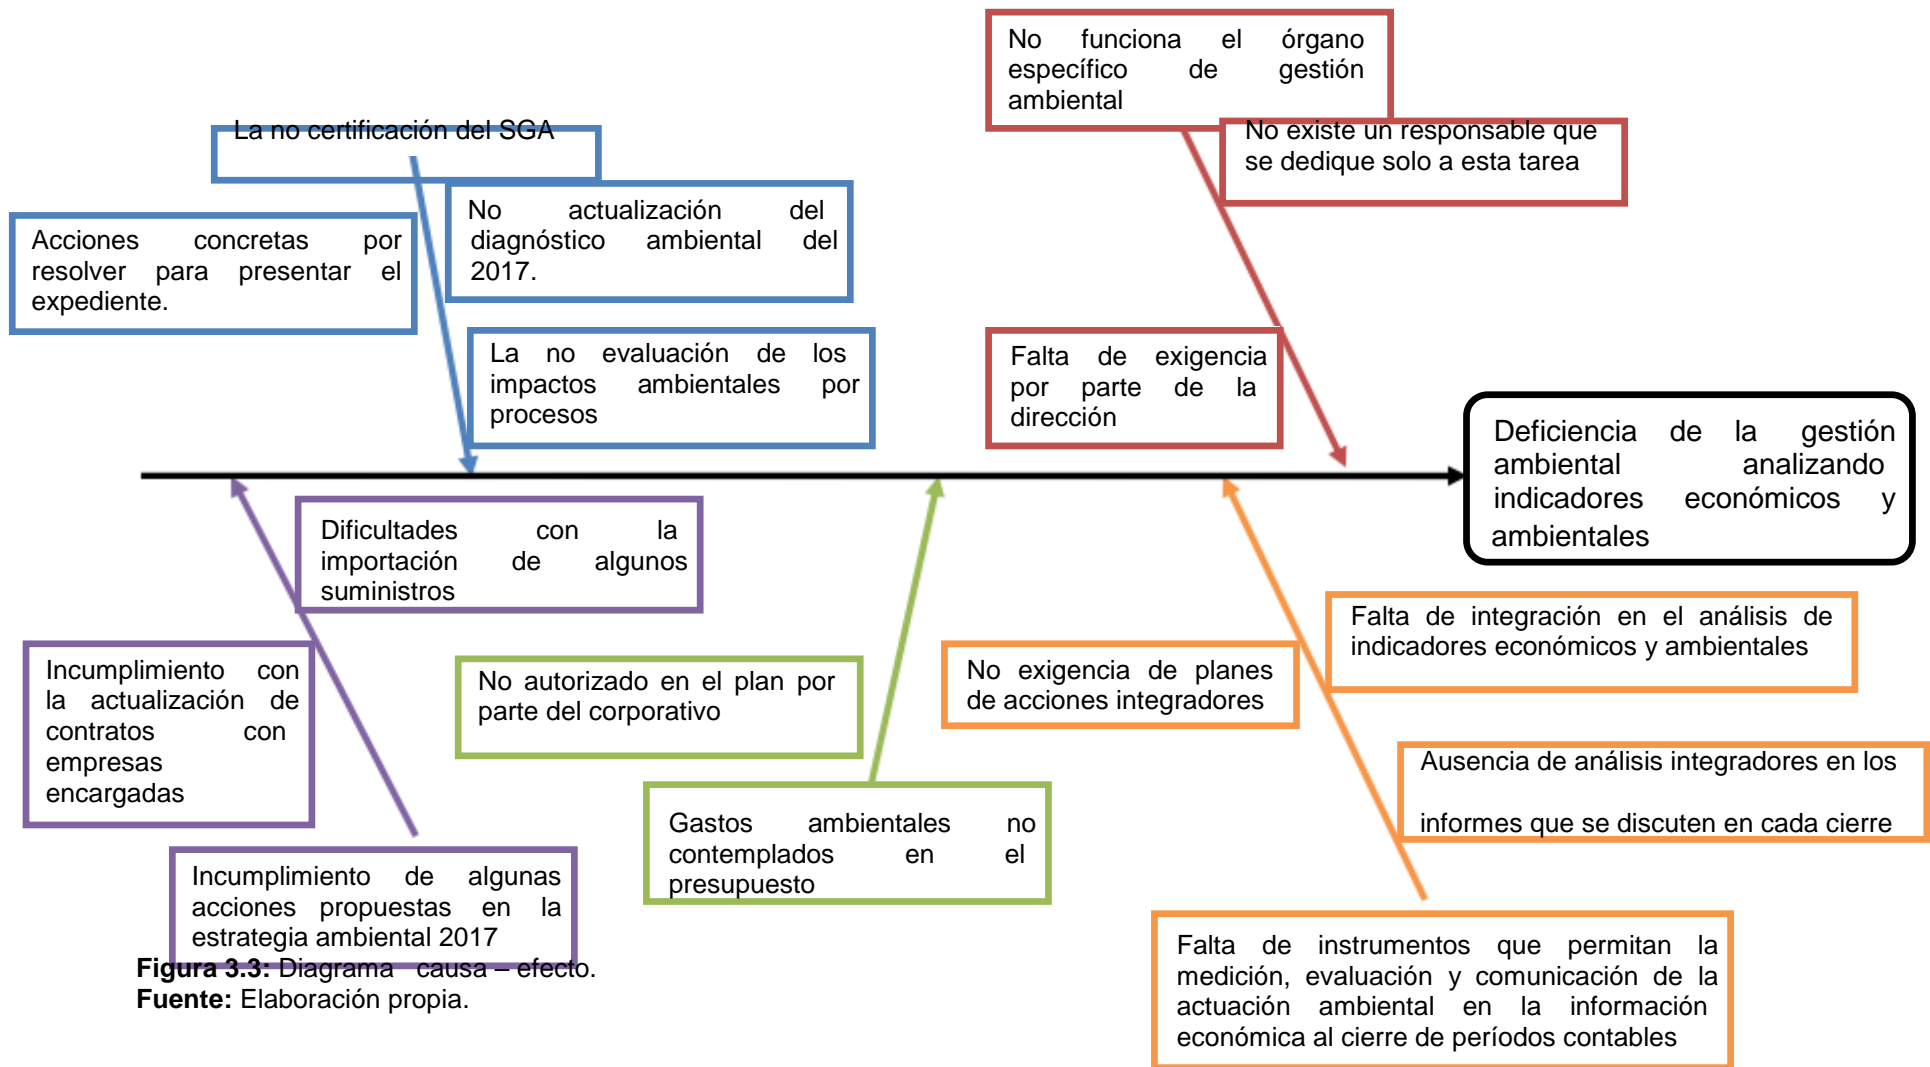 No funciona el órgano
específico de gestión
ambiental
No existe un responsable que
se dedique solo a esta tarea
La no certificación del SGA
No actualización del
diagnóstico ambiental del
2017.
Acciones concretas por
resolver para presentar el
expediente.
La no evaluación de los
impactos ambientales por
procesos
Falta de exigencia
por parte de la
dirección
Deficiencia de la gestión
ambiental analizando
indicadores económicos y
ambientales
Dificultades con la
importación de algunos
suministros
Incumplimiento con
la actualización de
contratos con
empresas
encargadas
No autorizado en el plan por
parte del corporativo
No exigencia de planes
de acciones integradores
Falta de integración en el análisis de
indicadores económicos y ambientales
Ausencia de análisis integradores en los
informes que se discuten en cada cierre
Gastos ambientales no
contemplados en el
presupuesto
Incumplimiento de algunas
acciones propuestas en la
estrategia ambiental 2017
Falta de instrumentos que permitan la
medición, evaluación y comunicación de la
actuación ambiental en la información
económica al cierre de períodos contables
Figura 3.3: Diagrama causa – efecto.
Fuente: Elaboración propia.